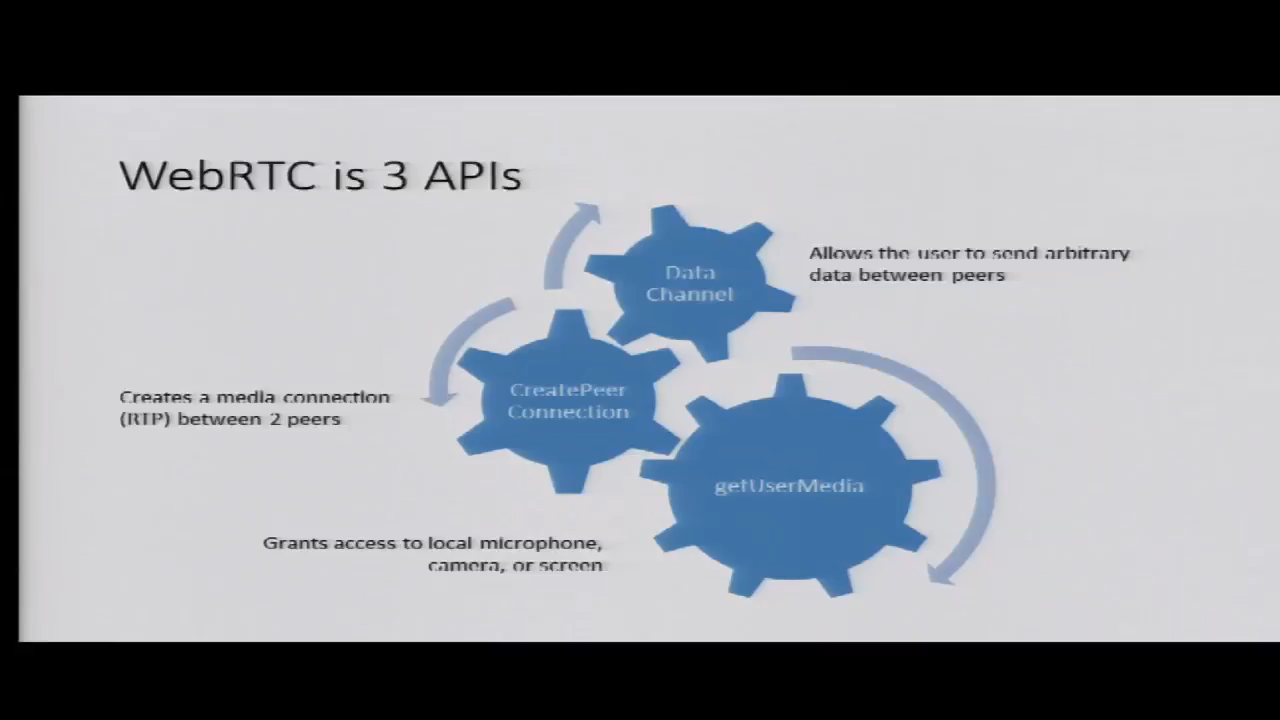 WebRTC is 3 APIs
Data
Channel
Allows the user to send arbitrary
data between peers
CreatePeer
Connection
Creates a media connection
(RTP) between 2 peers
getUserMedia
Grants access to local microphone,
camera, or screen